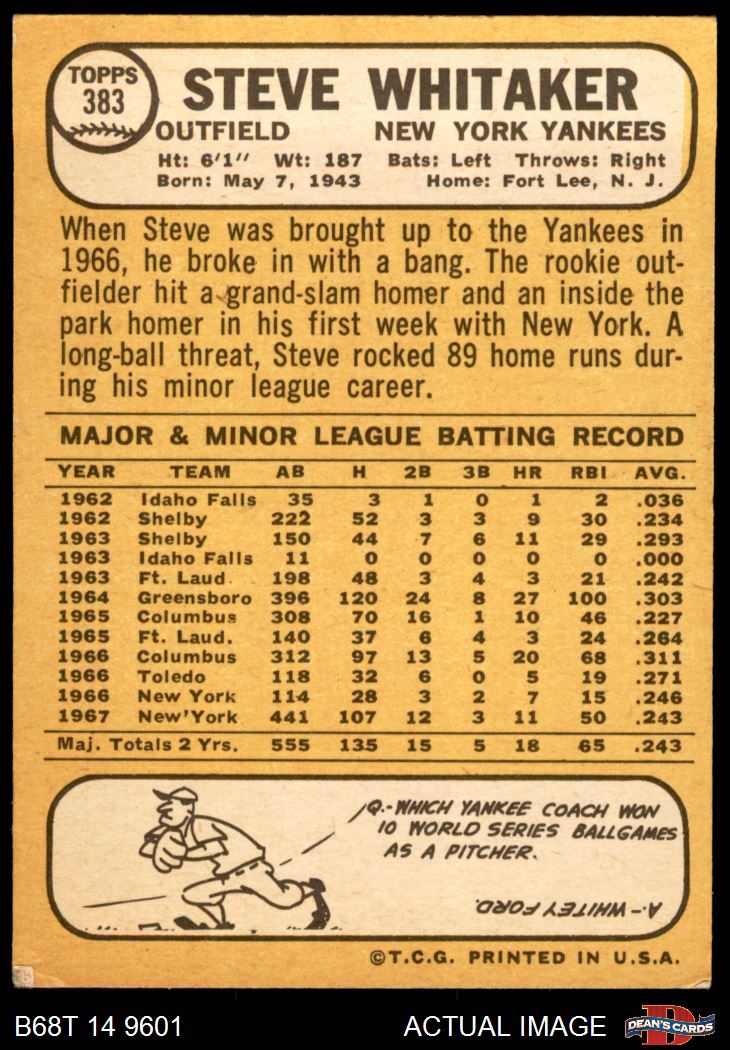 TOPPS
383
STEVE WHITAKER
OUTFIELD NEW YORK YANKEES
Ht: 6'1" Wt: 187 Bats: Left Throws: Right
Born: May 7, 1943 Home: Fort Lee, N. J.
When Steve was brought up to the Yankees in
1966, he broke in with a bang. The rookie out-
fielder hit a grand-slam homer and an inside the
park homer in his first week with New York. A
long-ball threat, Steve rocked 89 home runs dur-
ing his minor league career.
MAJOR & MINOR LEAGUE BATTING RECORD
YEAR TEAM AB H 2B 3B HR RBI AVG.
1962 Idaho Falls 35 3 1 0 1 2 .036
1962 Shelby 222 52 3 3 9 30 .234
1963 Shelby 150 44 7 6 11 29 .293
1963 Idaho Falls 11 0 0 0 0 0 .000
1963 Ft. Laud. 198 48 3 4 3 21 .242
1964 Greensboro 396 120 24 8 27 100 .303
1965 Columbus 308 70 16 1 10 46 .227
1965 Ft. Laud. 140 37 6 4 3 24 .264
1966 Columbus 312 97 13 5 20 68 .311
1966 Toledo 118 32 6 0 5 19 .271
1966 New York 114 28 3 2 7 15 .246
1967 New York 441 107 12 3 11 50 .243
Maj. Totals 2 Yrs. 555 135 15 5 18 65 .243
Q.-WHICH YANKEE COACH WON
10 WORLD SERIES BALLGAMES
AS A PITCHER.
A.-WHITEY FORD.
©T.C.G. PRINTED IN U.S.A.
B68T 14 9601 ACTUAL IMAGE D DEAN'S CARDS